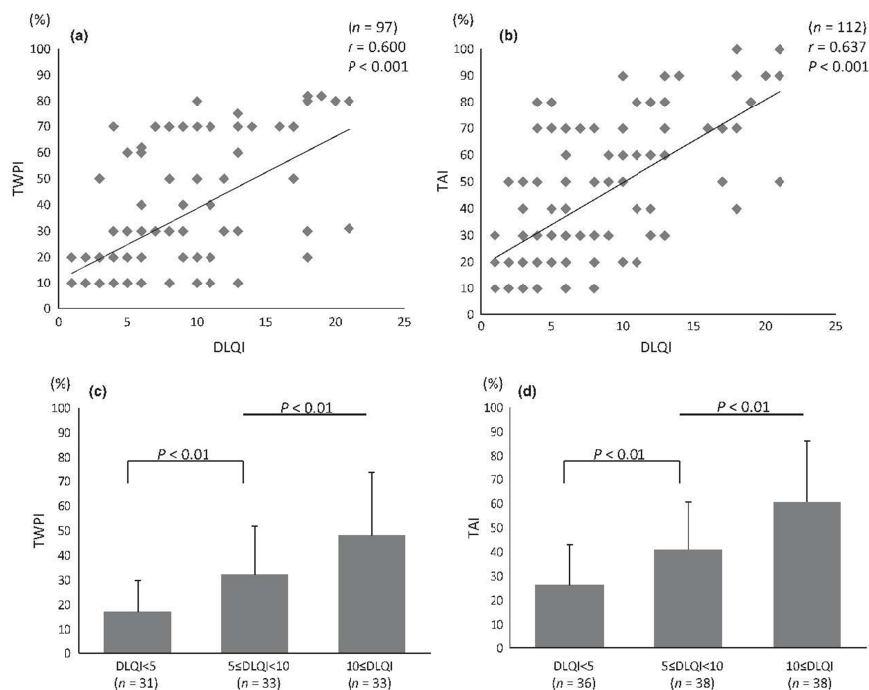 (%)
(a)
(n = 97)
r = 0.600
P < 0.001
100
90
80
70
60
50
40
30
20
10
0
TWPI
0 5 10 15 20 25
DLQI
(%)
(b)
(n = 112)
r = 0.637
P < 0.001
100
90
80
70
60
50
40
30
20
10
0
TAI
0 5 10 15 20 25
DLQI
(%)
(c)
P < 0.01
P < 0.01
100
90
80
70
60
50
40
30
20
10
0
TWPI
DLQI<5 5≤DLQI<10 10≤DLQI
(n = 31) (n = 33) (n = 33)
(%)
(d)
P < 0.01
P < 0.01
100
90
80
70
60
50
40
30
20
10
0
TAI
DLQI<5 5≤DLQI<10 10≤DLQI
(n = 36) (n = 38) (n = 38)